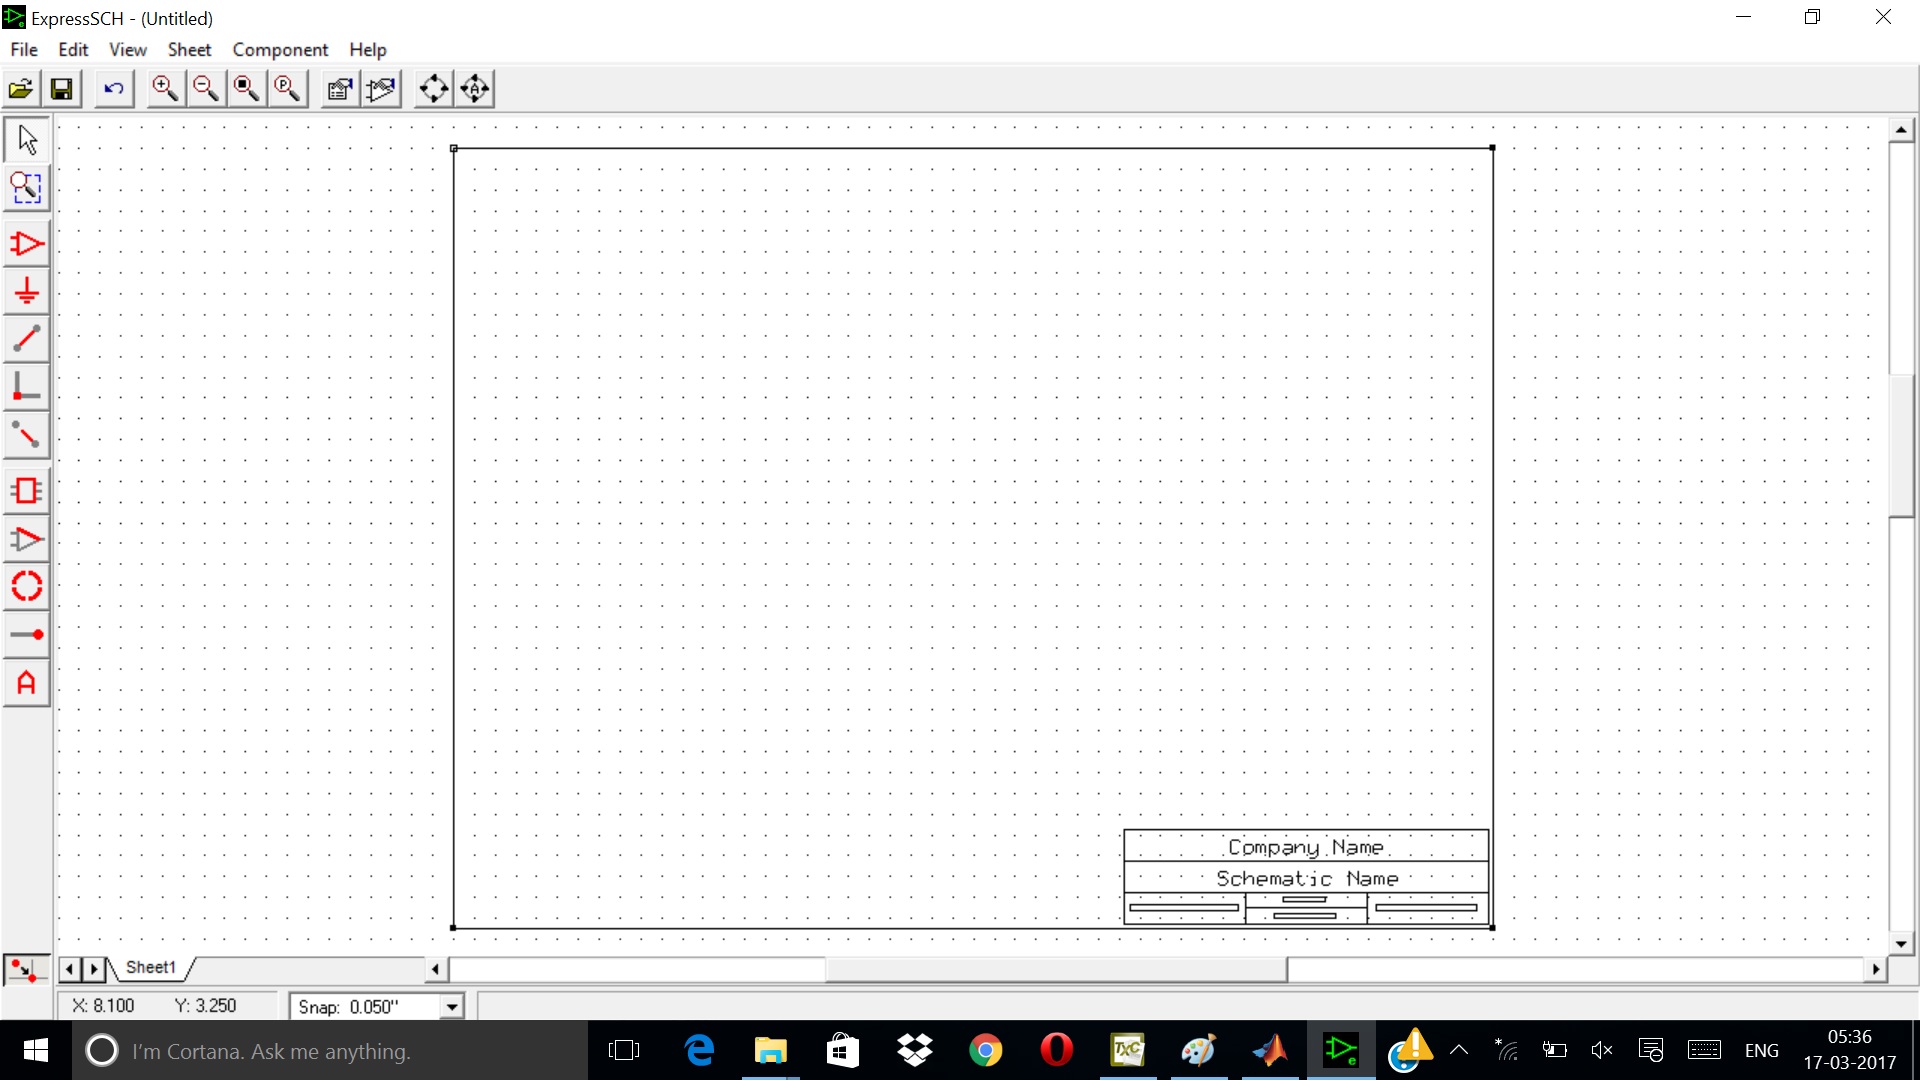 ExpressSCH - (Untitled)
File Edit View Sheet Component Help
P
A
A
Company Name
Schematic Name
Sheet1
X: 8.100 Y: 3.250 Snap: 0.050"
I'm Cortana. Ask me anything.
TxC
e
ENG
05:36
17-03-2017